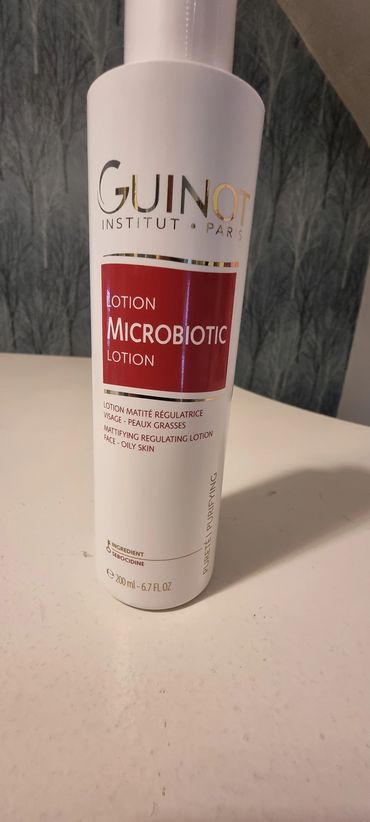 GUINOT
INSTITUT • PARIS
LOTION
MICROBIOTIC
LOTION
LOTION MATITÉ RÉGULATRICE
VISAGE - PEAUX GRASSES
MATTIFYING REGULATING LOTION
FACE - OILY SKIN
PURETÉ | PURIFYING
INGREDIENT
SEBOCIDINE
℮ 200 ml - 6.7 FL OZ